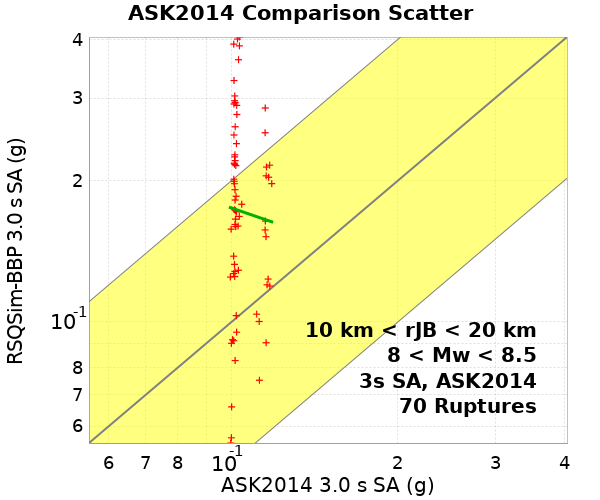 ASK2014 Comparison Scatter
RSQSim-BBP 3.0 s SA (g)
4
3
2
10-1
8
7
6
10 km < rJB < 20 km
8 < Mw < 8.5
3s SA, ASK2014
70 Ruptures
6 7 8 10-1 2 3 4
ASK2014 3.0 s SA (g)